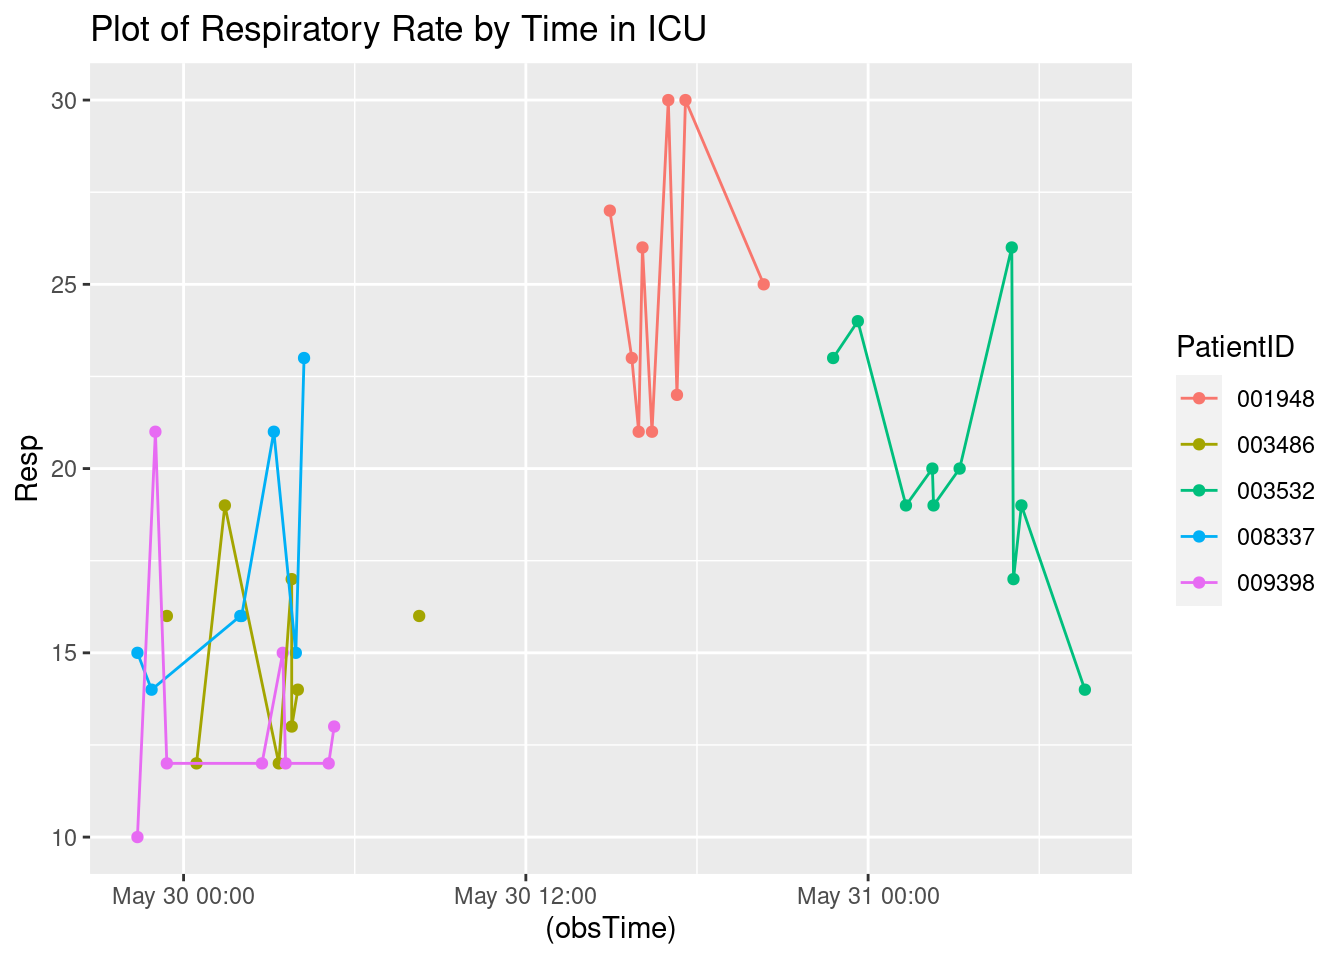 Plot of Respiratory Rate by Time in ICU
30
25
20
15
10
Resp
May 30 00:00
May 30 12:00
May 31 00:00
(obsTime)
PatientID
001948
003486
003532
008337
009398